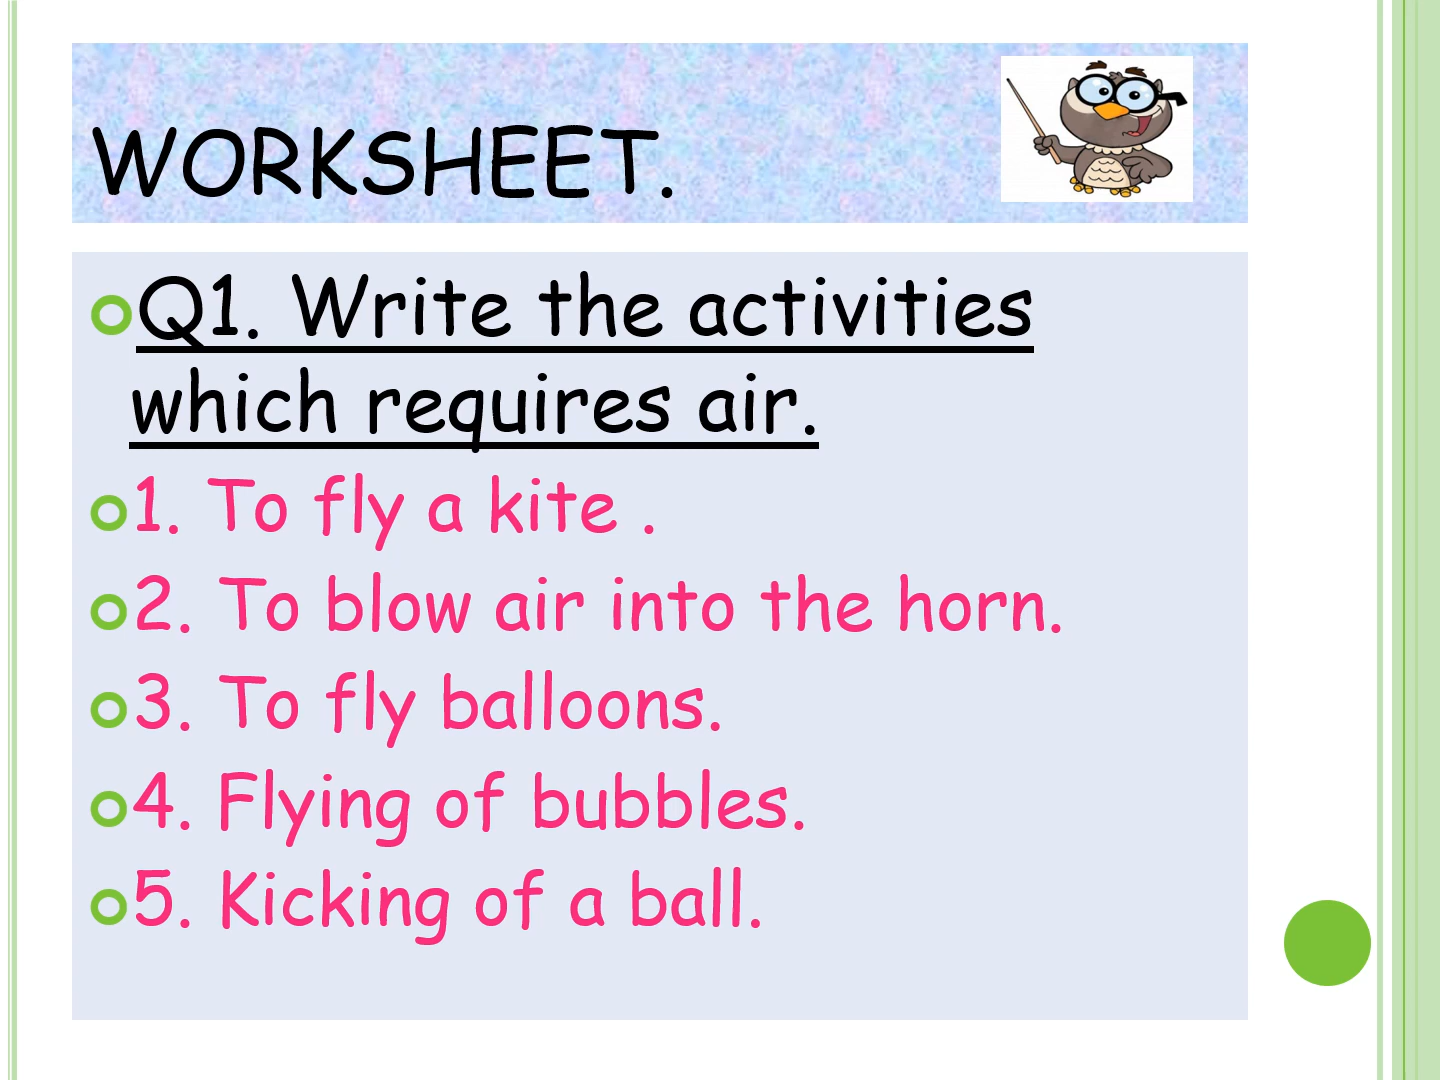 WORKSHEET.
Q1. Write the activities
which requires air.
1. To fly a kite .
2. To blow air into the horn.
3. To fly balloons.
4. Flying of bubbles.
5. Kicking of a ball.